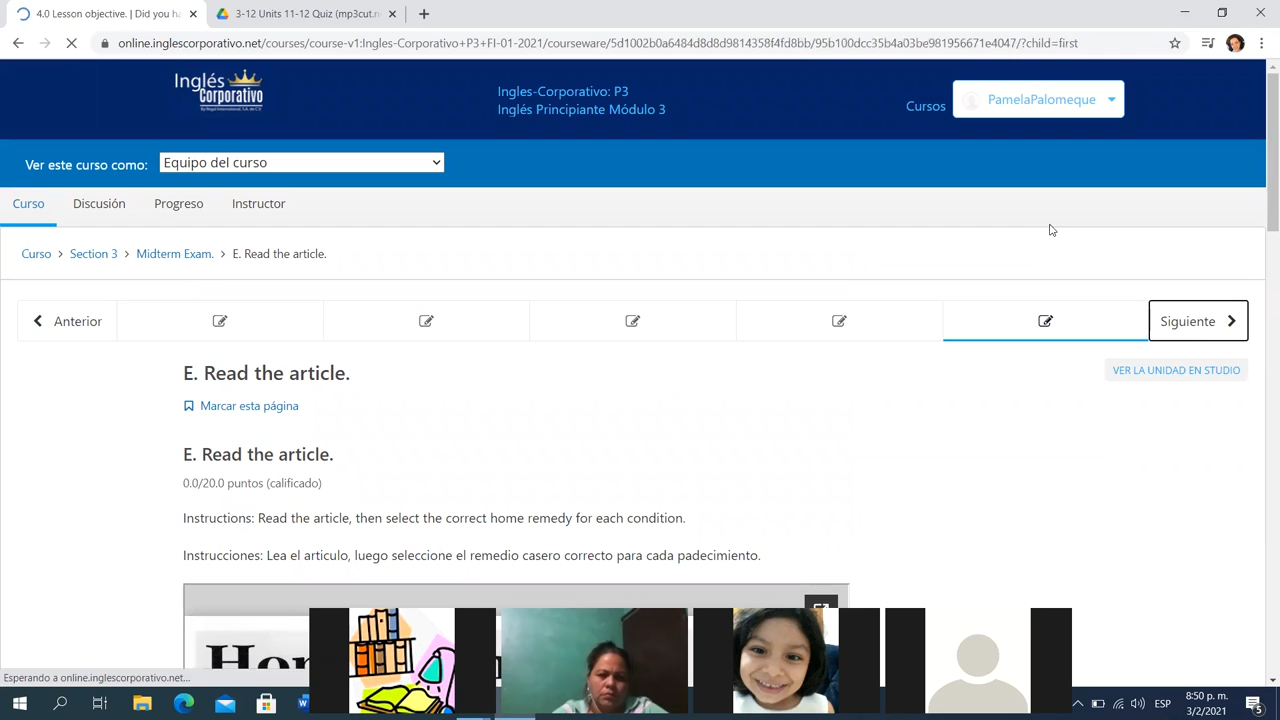 4.0 Lesson objective. | Did you ha
3-12 Units 11-12 Quiz (mp3cut.n
online.inglescorporativo.net/courses/course-v1:Ingles-Corporativo+P3+FI-01-2021/courseware/5d1002b0a6484d8d8d9814358f4fd8bb/95b100dcc35b4a03be981956671e4047/?child=first
Inglés
Corporativo
Ingles-Corporativo: P3
Inglés Principiante Módulo 3
Cursos
PamelaPalomeque
Ver este curso como:
Equipo del curso
Curso
Discusión
Progreso
Instructor
Curso > Section 3 > Midterm Exam. > E. Read the article.
Anterior
Siguiente
E. Read the article.
VER LA UNIDAD EN STUDIO
Marcar esta página
E. Read the article.
0.0/20.0 puntos (calificado)
Instructions: Read the article, then select the correct home remedy for each condition.
Instrucciones: Lea el articulo, luego seleccione el remedio casero correcto para cada padecimiento.
Esperando a online.inglescorporativo.net...
ESP
8:50 p. m.
3/2/2021
5